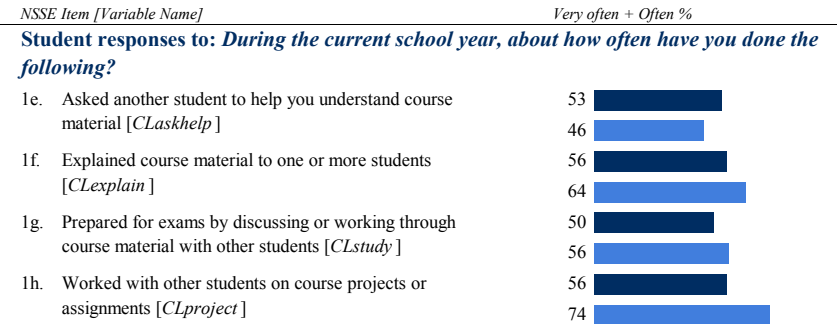 NSSE Item [Variable Name] Very often + Often %
Student responses to: During the current school year, about how often have you done the
following?
1e. Asked another student to help you understand course 53
material [CLaskhelp ] 46
1f. Explained course material to one or more students 56
[CLexplain ] 64
1g. Prepared for exams by discussing or working through 50
course material with other students [CLstudy ] 56
1h. Worked with other students on course projects or 56
assignments [CLproject ] 74